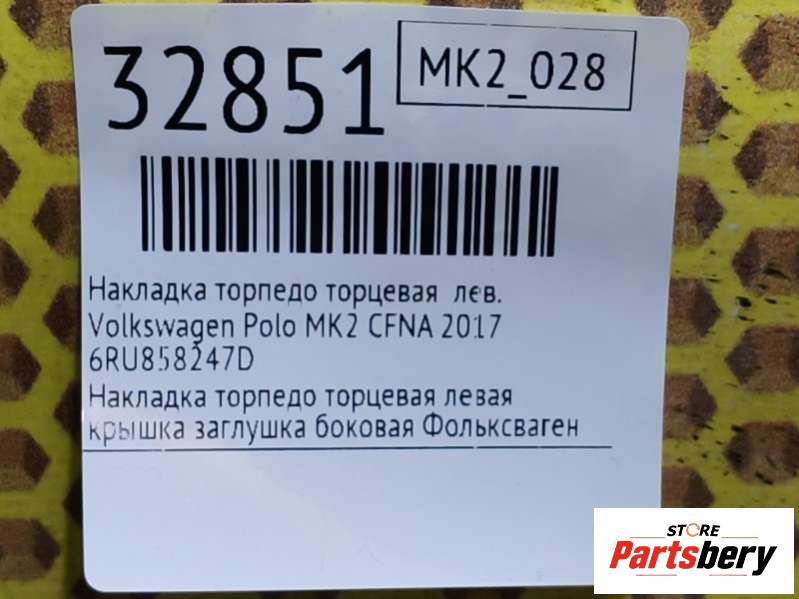 32851
MK2_028
Накладка торпедо торцевая лев.
Volkswagen Polo MK2 CFNA 2017
6RU858247D
Накладка торпедо торцевая левая
крышка заглушка боковая Фольксваген
STORE
Partsbery